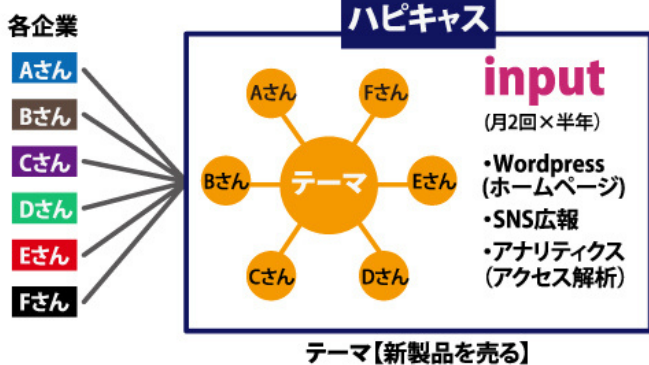 各企業
Aさん
Bさん
Cさん
Dさん
Eさん
Fさん
ハピキャス
Aさん
Fさん
Bさん
テーマ
Eさん
Cさん
Dさん
input
(月2回×半年)
・Wordpress
(ホームページ)
・SNS広報
・アナリティクス
(アクセス解析)
テーマ【新製品を売る】